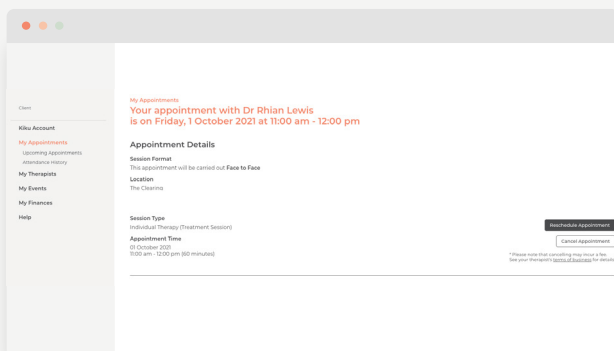 Client
Kiku Account
My Appointments
Upcoming Appointments
Attendance History
My Therapists
My Events
My Finances
Help
My Appointments
Your appointment with Dr Rhian Lewis
is on Friday, 1 October 2021 at 11:00 am - 12:00 pm
Appointment Details
Session Format
This appointment will be carried out Face to Face
Location
The Clearing
Session Type
Individual Therapy (Treatment Session)
Appointment Time
01 October 2021
11:00 am - 12:00 pm (60 minutes)
Reschedule Appointment
Cancel Appointment
* Please note that cancelling may incur a fee.
See your therapist's terms of business for details